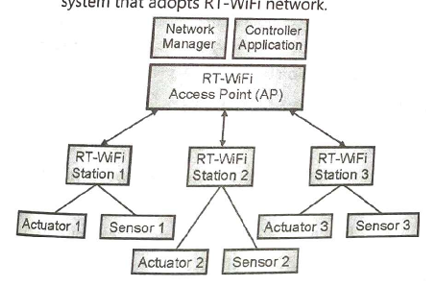 system that adopts RT-WiFi network.
Network
Manager
Controller
Application
RT-WiFi
Access Point (AP)
RT-WiFi
Station 1
RT-WiFi
Station 2
RT-WiFi
Station 3
Actuator 1
Sensor 1
Actuator 3
Sensor 3
Actuator 2
Sensor 2